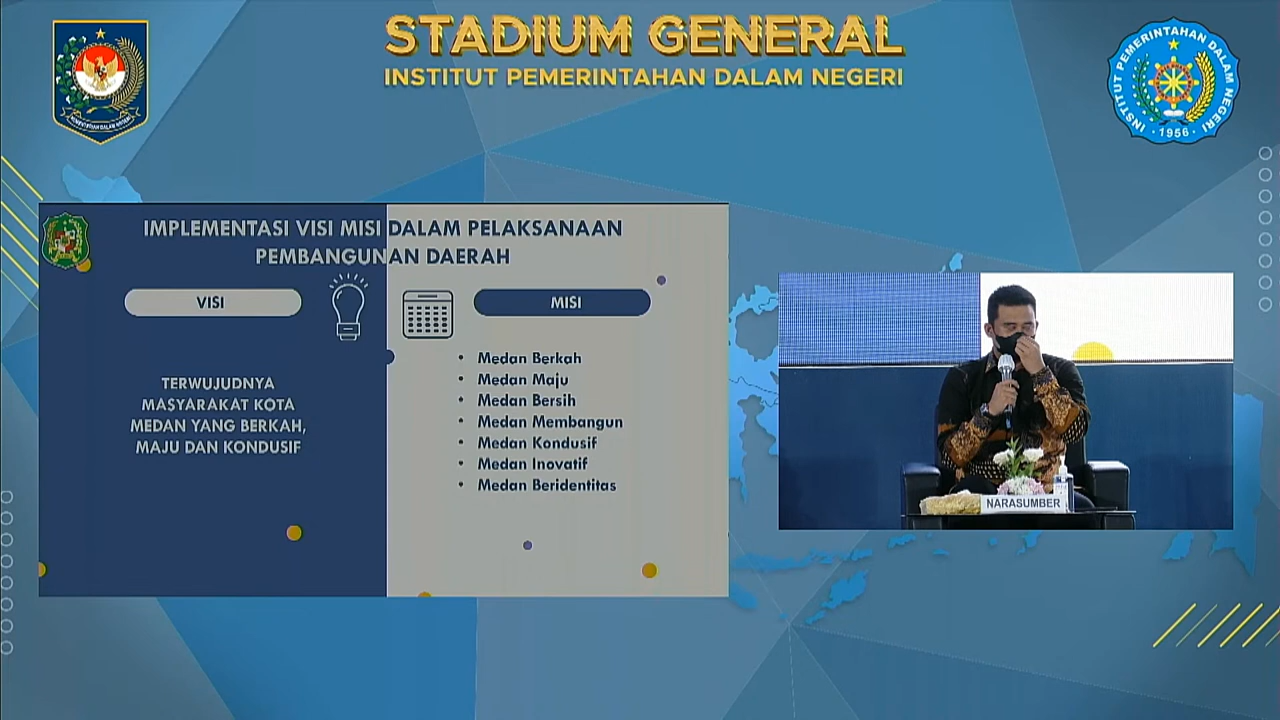 STADIUM GENERAL
INSTITUT PEMERINTAHAN DALAM NEGERI
INSTITUT PEMERINTAHAN DALAM NEGERI
· 1956 ·
IMPLEMENTASI VISI MISI DALAM PELAKSANAAN
PEMBANGUNAN DAERAH
VISI
TERWUJUDNYA
MASYARAKAT KOTA
MEDAN YANG BERKAH,
MAJU DAN KONDUSIF
MISI
• Medan Berkah
• Medan Maju
• Medan Bersih
• Medan Membangun
• Medan Kondusif
• Medan Inovatif
• Medan Beridentitas
NARASUMBER